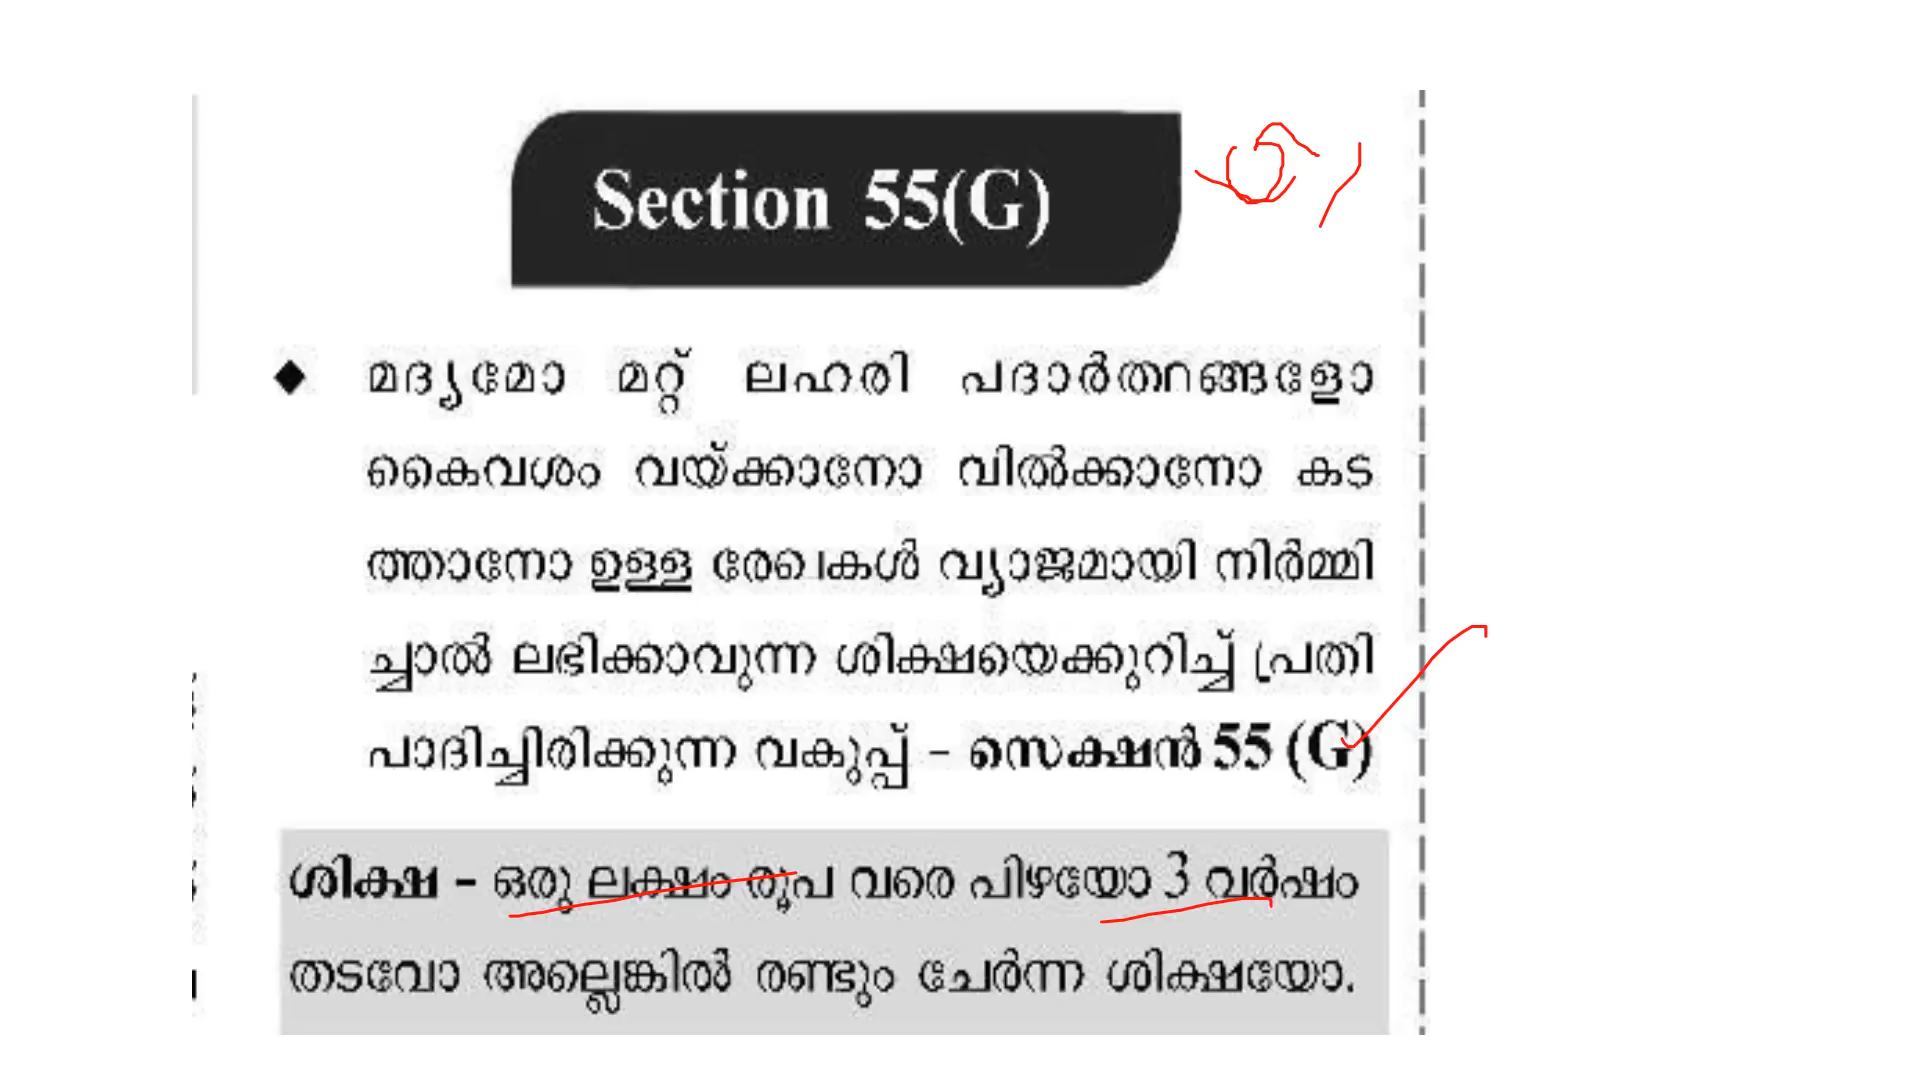 Section 55(G)
◆ മദ്യമോ മറ്റ് ലഹരി പദാർത്ഥങ്ങളോ
കൈവശം വയ്ക്കാനോ വിൽക്കാനോ കട
ത്താനോ ഉള്ള രേഖകൾ വ്യാജമായി നിർമ്മി
ച്ചാൽ ലഭിക്കാവുന്ന ശിക്ഷയെക്കുറിച്ച് പ്രതി
പാദിച്ചിരിക്കുന്ന വകുപ്പ് - സെക്ഷൻ 55 (G)
ശിക്ഷ - ഒരു ലക്ഷം രൂപ വരെ പിഴയോ 3 വർഷം
തടവോ അല്ലെങ്കിൽ രണ്ടും ചേർന്ന ശിക്ഷയോ.